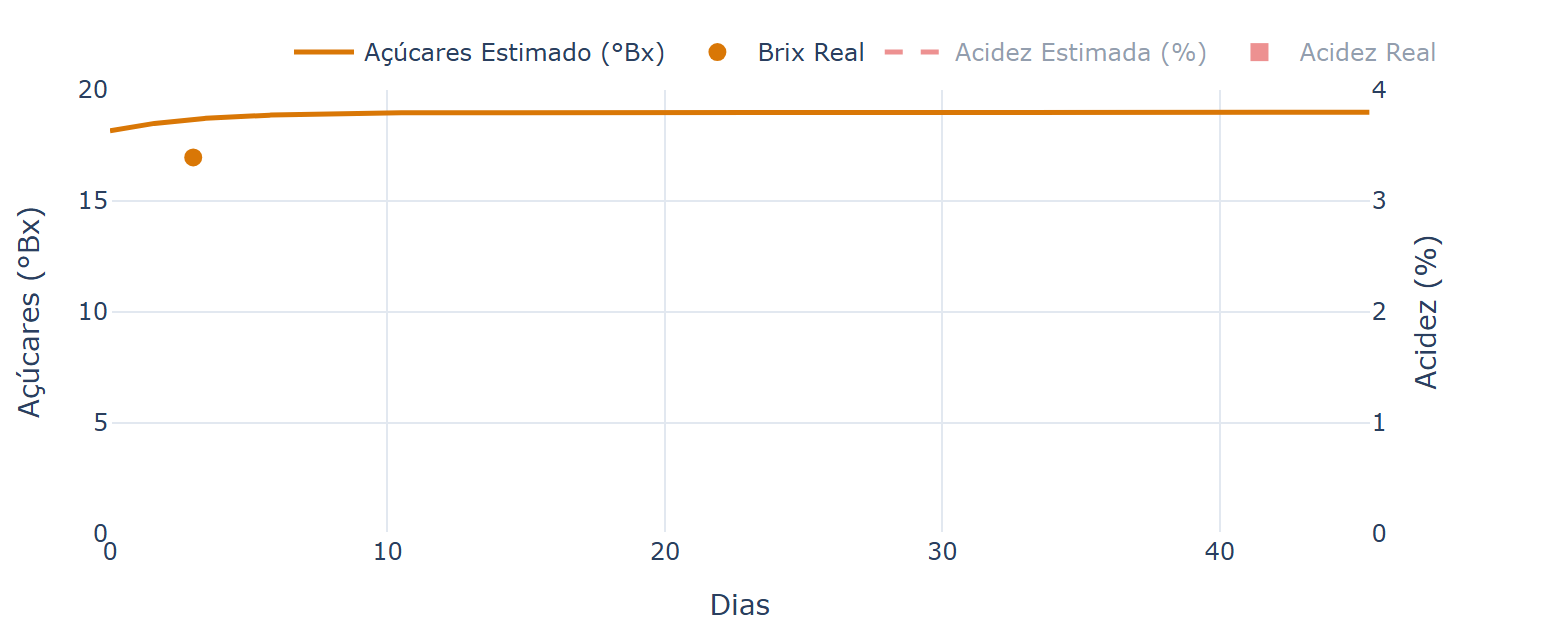 Açúcares Estimado (°Bx) Brix Real Acidez Estimada (%) Acidez Real
20 4
15 3
10 2
5 1
0 0
0 10 20 30 40
Açúcares (°Bx)
Acidez (%)
Dias